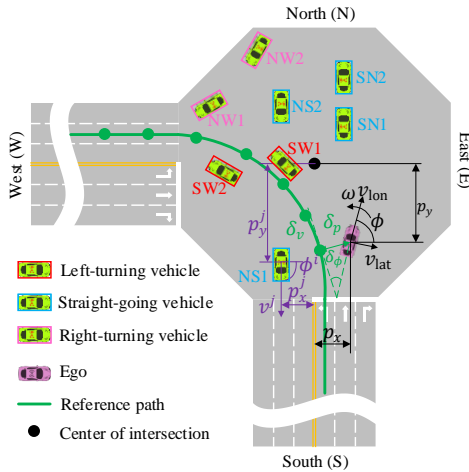 North (N)
NW2
SN2
NS2
NW1
SN1
West (W)
East (E)
SW1
SW2
ω
v_lon
p_y
p_y^j
δ_v
δ_p
ϕ
δ_ϕ
v_lat
NS1
ϕ^i
v^j
p_x^j
p_x
Left-turning vehicle
Straight-going vehicle
Right-turning vehicle
Ego
Reference path
Center of intersection
South (S)